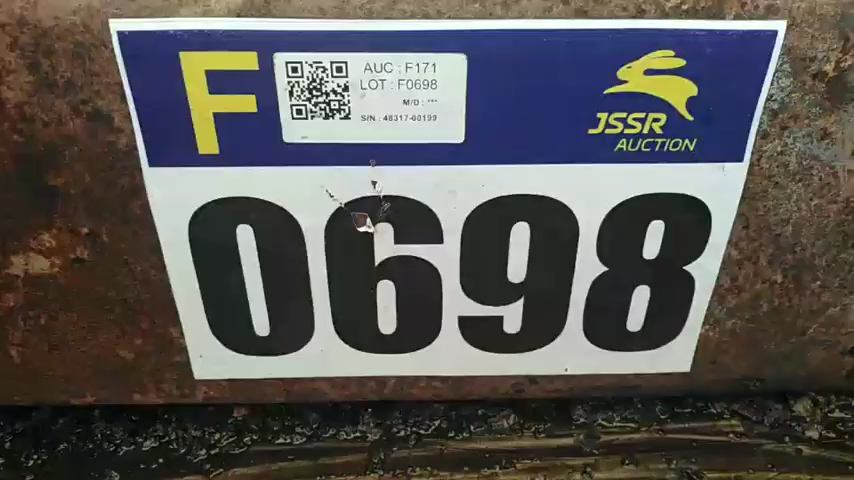 F
AUC : F171
LOT : F0698
M/D : ***
S/N : 48317-00199
JSSR
AUCTION
0698